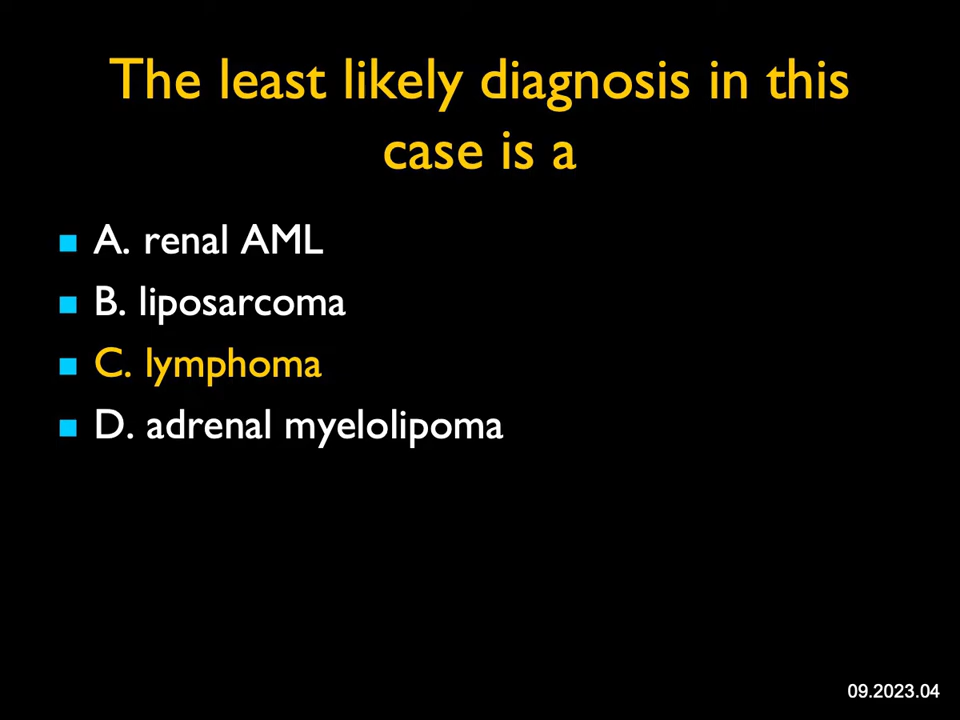 The least likely diagnosis in this
case is a
A. renal AML
B. liposarcoma
C. lymphoma
D. adrenal myelolipoma
09.2023.04